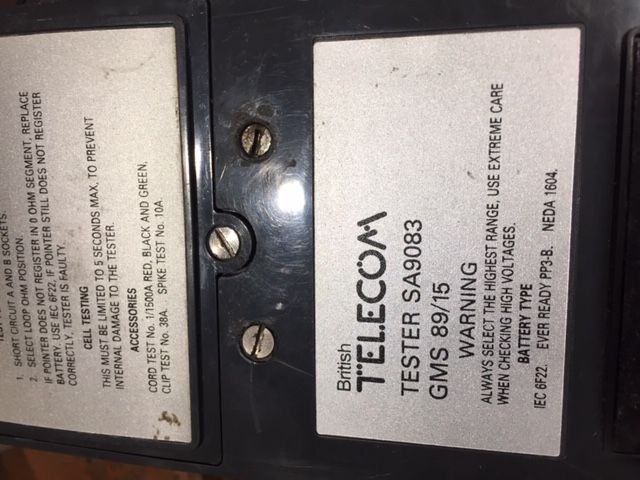 1. SHORT CIRCUIT A AND B SOCKETS.
2. SELECT LOOP OHM POSITION.
IF POINTER DOES NOT REGISTER IN 0 OHM SEGMENT, REPLACE
BATTERY. USE IEC 6F22. IF POINTER STILL DOES NOT REGISTER
CORRECTLY, TESTER IS FAULTY.
CELL TESTING
THIS MUST BE LIMITED TO 5 SECONDS MAX, TO PREVENT
INTERNAL DAMAGE TO THE TESTER.
ACCESSORIES
CORD TEST No. 1/1500A RED, BLACK AND GREEN,
CLIP TEST No. 38A. SPIKE TEST No. 10A.
British
TELECOM
TESTER SA9083
GMS 89/15
WARNING
ALWAYS SELECT THE HIGHEST RANGE, USE EXTREME CARE
WHEN CHECKING HIGH VOLTAGES.
BATTERY TYPE
IEC 6F22. EVER READY PP3-B. NEDA 1604.